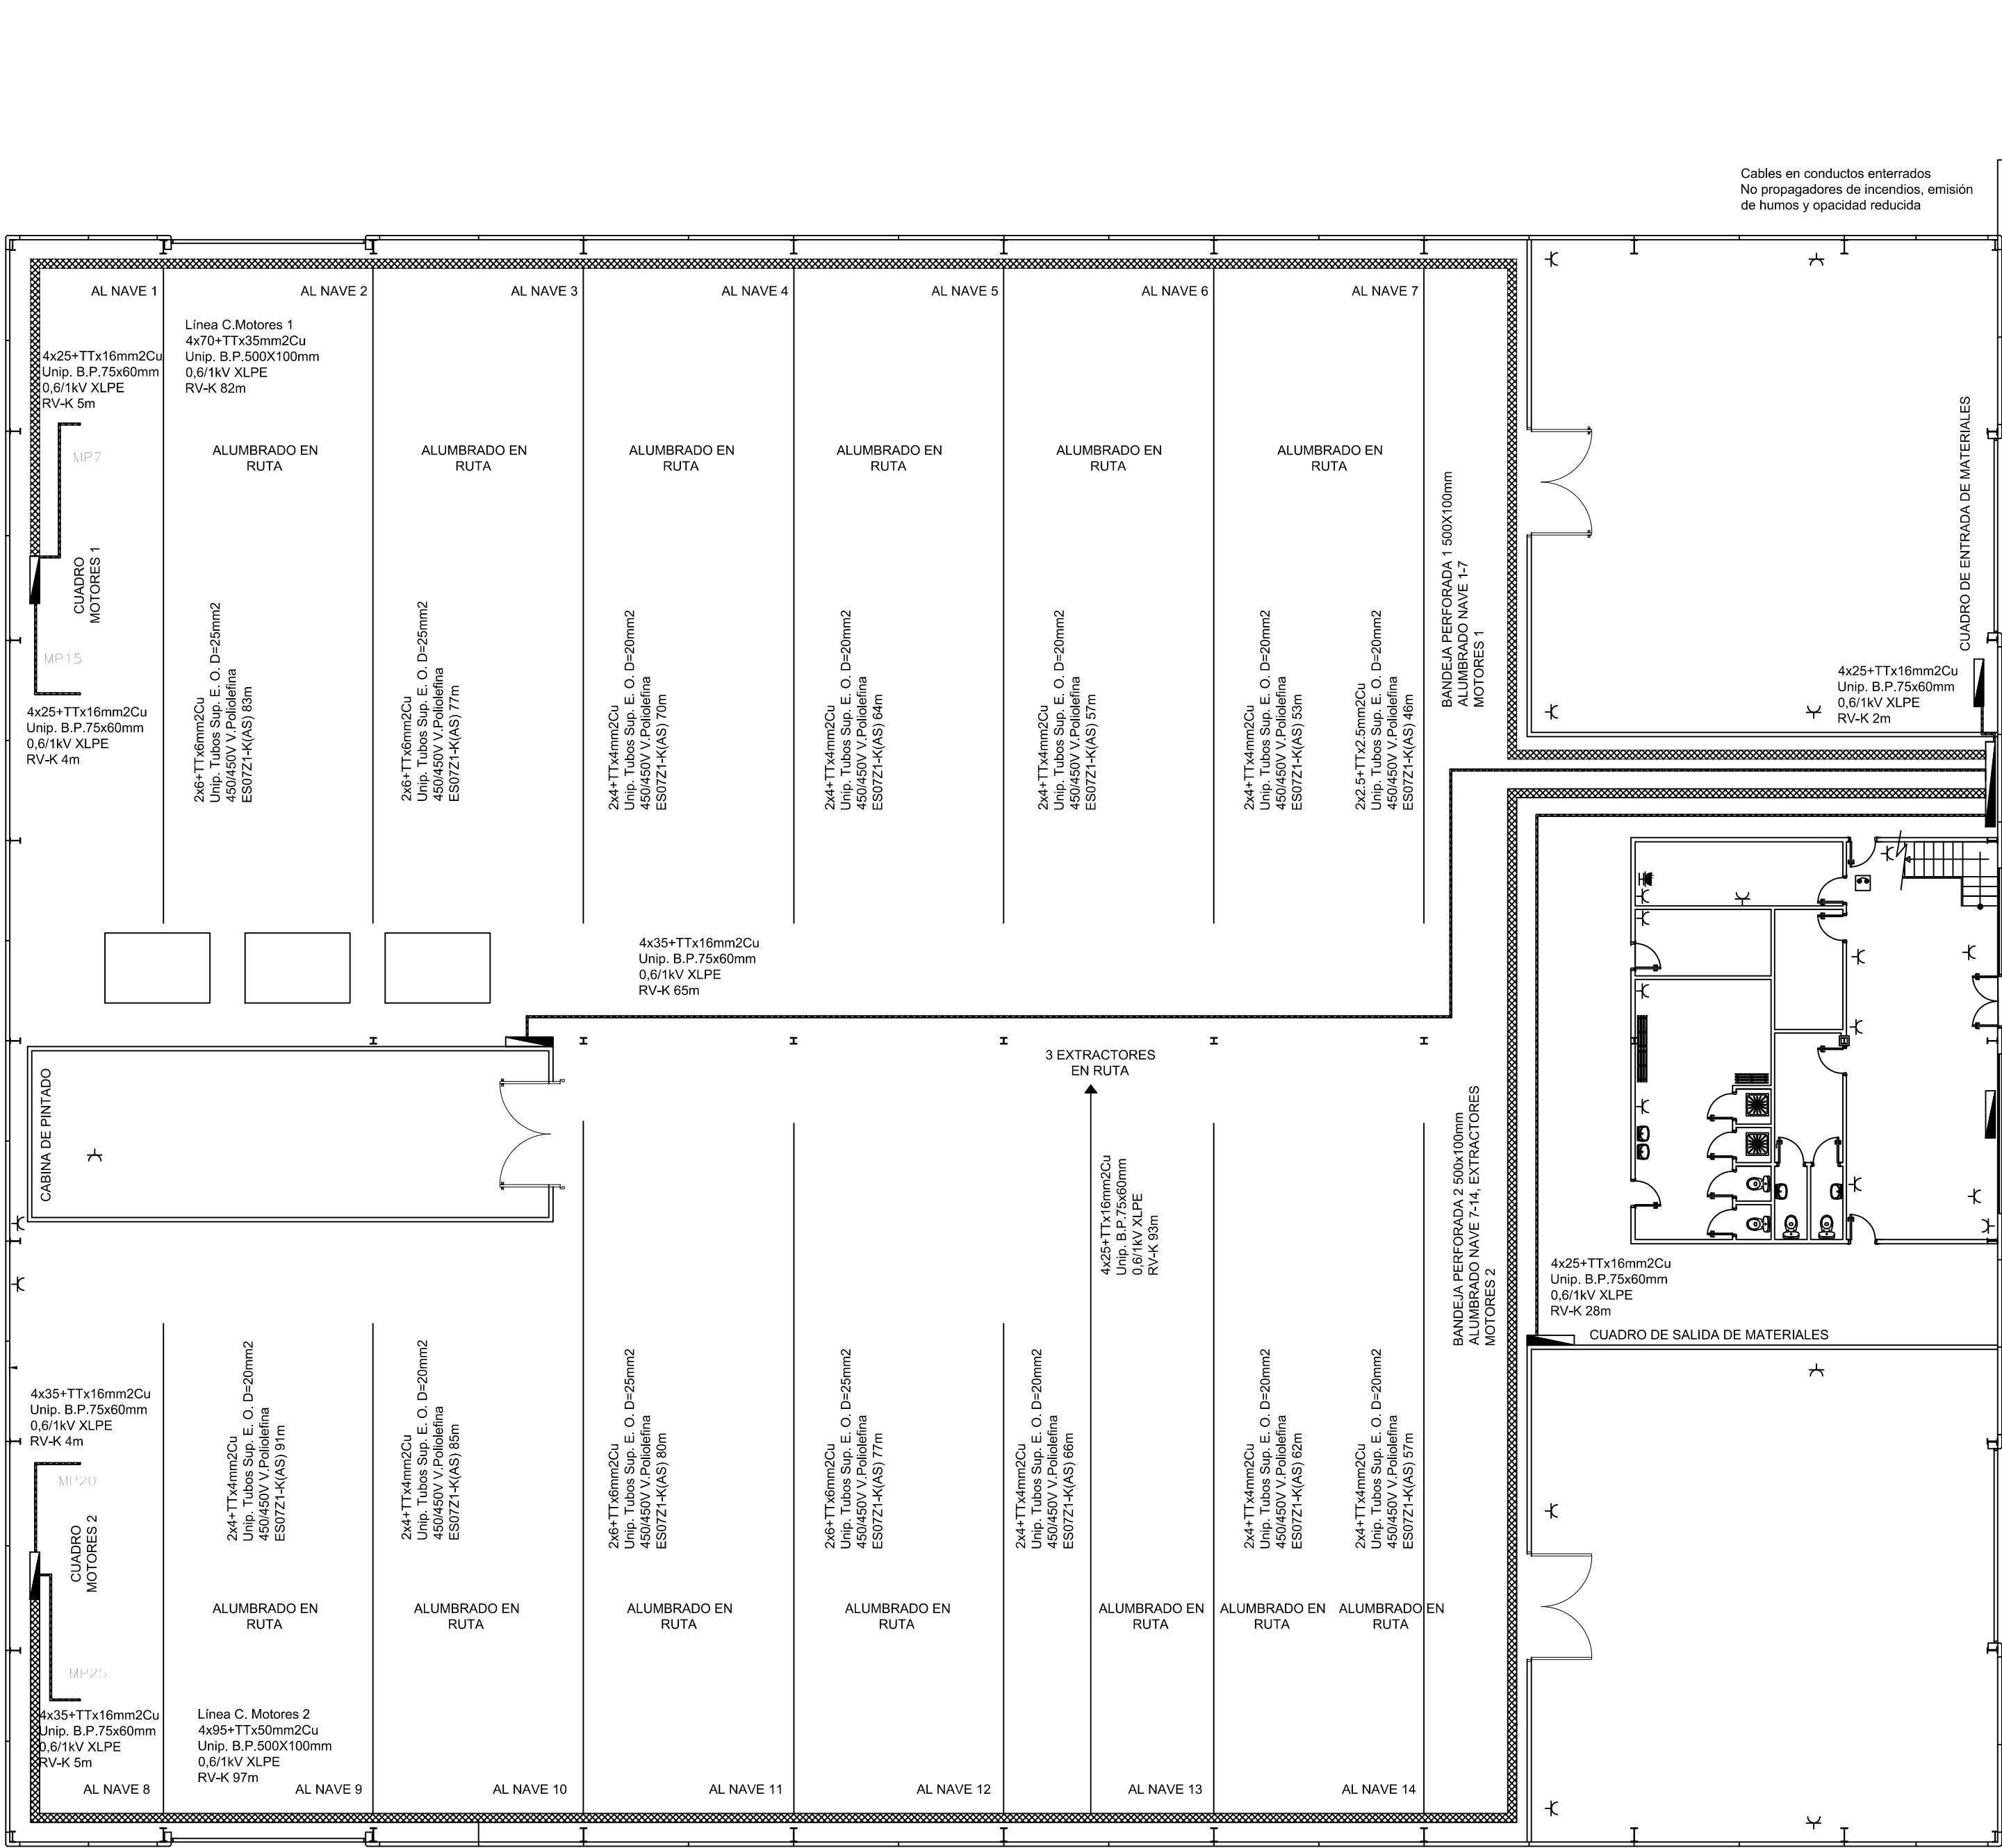 Cables en conductos enterrados
No propagadores de incendios, emisión
de humos y opacidad reducida
AL NAVE 1
AL NAVE 2
AL NAVE 3
AL NAVE 4
AL NAVE 5
AL NAVE 6
AL NAVE 7
Línea C.Motores 1
4x70+TTx35mm2Cu
Unip. B.P.500X100mm
0,6/1kV XLPE
RV-K 82m
4x25+TTx16mm2Cu
Unip. B.P.75x60mm
0,6/1kV XLPE
RV-K 5m
MP7
CUADRO
MOTORES 1
MP15
4x25+TTx16mm2Cu
Unip. B.P.75x60mm
0,6/1kV XLPE
RV-K 4m
ALUMBRADO EN
RUTA
ALUMBRADO EN
RUTA
ALUMBRADO EN
RUTA
ALUMBRADO EN
RUTA
ALUMBRADO EN
RUTA
ALUMBRADO EN
RUTA
2x6+TTx6mm2Cu
Unip. Tubos Sup. E. O. D=25mm2
450/450V V.Poliolefina
ES07Z1-K(AS) 83m
2x6+TTx6mm2Cu
Unip. Tubos Sup. E. O. D=25mm2
450/450V V.Poliolefina
ES07Z1-K(AS) 77m
2x4+TTx4mm2Cu
Unip. Tubos Sup. E. O. D=20mm2
450/450V V.Poliolefina
ES07Z1-K(AS) 70m
2x4+TTx4mm2Cu
Unip. Tubos Sup. E. O. D=20mm2
450/450V V.Poliolefina
ES07Z1-K(AS) 64m
2x4+TTx4mm2Cu
Unip. Tubos Sup. E. O. D=20mm2
450/450V V.Poliolefina
ES07Z1-K(AS) 57m
2x4+TTx4mm2Cu
Unip. Tubos Sup. E. O. D=20mm2
450/450V V.Poliolefina
ES07Z1-K(AS) 53m
2x2.5+TTx2.5mm2Cu
Unip. Tubos Sup. E. O. D=20mm2
450/450V V.Poliolefina
ES07Z1-K(AS) 46m
BANDEJA PERFORADA 1 500X100mm
ALUMBRADO NAVE 1-7
MOTORES 1
CUADRO DE ENTRADA DE MATERIALES
4x25+TTx16mm2Cu
Unip. B.P.75x60mm
0,6/1kV XLPE
RV-K 2m
4x35+TTx16mm2Cu
Unip. B.P.75x60mm
0,6/1kV XLPE
RV-K 65m
CABINA DE PINTADO
3 EXTRACTORES
EN RUTA
4x25+TTx16mm2Cu
Unip. B.P.75x60mm
0,6/1kV XLPE
RV-K 93m
BANDEJA PERFORADA 2 500x100mm
ALUMBRADO NAVE 7-14, EXTRACTORES
MOTORES 2
4x25+TTx16mm2Cu
Unip. B.P.75x60mm
0,6/1kV XLPE
RV-K 28m
CUADRO DE SALIDA DE MATERIALES
4x35+TTx16mm2Cu
Unip. B.P.75x60mm
0,6/1kV XLPE
RV-K 4m
MP20
CUADRO
MOTORES 2
MP25
4x35+TTx16mm2Cu
Unip. B.P.75x60mm
0,6/1kV XLPE
RV-K 5m
2x4+TTx4mm2Cu
Unip. Tubos Sup. E. O. D=20mm2
450/450V V.Poliolefina
ES07Z1-K(AS) 91m
2x4+TTx4mm2Cu
Unip. Tubos Sup. E. O. D=20mm2
450/450V V.Poliolefina
ES07Z1-K(AS) 85m
2x6+TTx6mm2Cu
Unip. Tubos Sup. E. O. D=25mm2
450/450V V.Poliolefina
ES07Z1-K(AS) 80m
2x6+TTx6mm2Cu
Unip. Tubos Sup. E. O. D=25mm2
450/450V V.Poliolefina
ES07Z1-K(AS) 77m
2x4+TTx4mm2Cu
Unip. Tubos Sup. E. O. D=20mm2
450/450V V.Poliolefina
ES07Z1-K(AS) 66m
2x4+TTx4mm2Cu
Unip. Tubos Sup. E. O. D=20mm2
450/450V V.Poliolefina
ES07Z1-K(AS) 62m
2x4+TTx4mm2Cu
Unip. Tubos Sup. E. O. D=20mm2
450/450V V.Poliolefina
ES07Z1-K(AS) 57m
ALUMBRADO EN
RUTA
ALUMBRADO EN
RUTA
ALUMBRADO EN
RUTA
ALUMBRADO EN
RUTA
ALUMBRADO EN
RUTA
ALUMBRADO EN
RUTA
ALUMBRADO EN
RUTA
Línea C. Motores 2
4x95+TTx50mm2Cu
Unip. B.P.500X100mm
0,6/1kV XLPE
RV-K 97m
AL NAVE 8
AL NAVE 9
AL NAVE 10
AL NAVE 11
AL NAVE 12
AL NAVE 13
AL NAVE 14